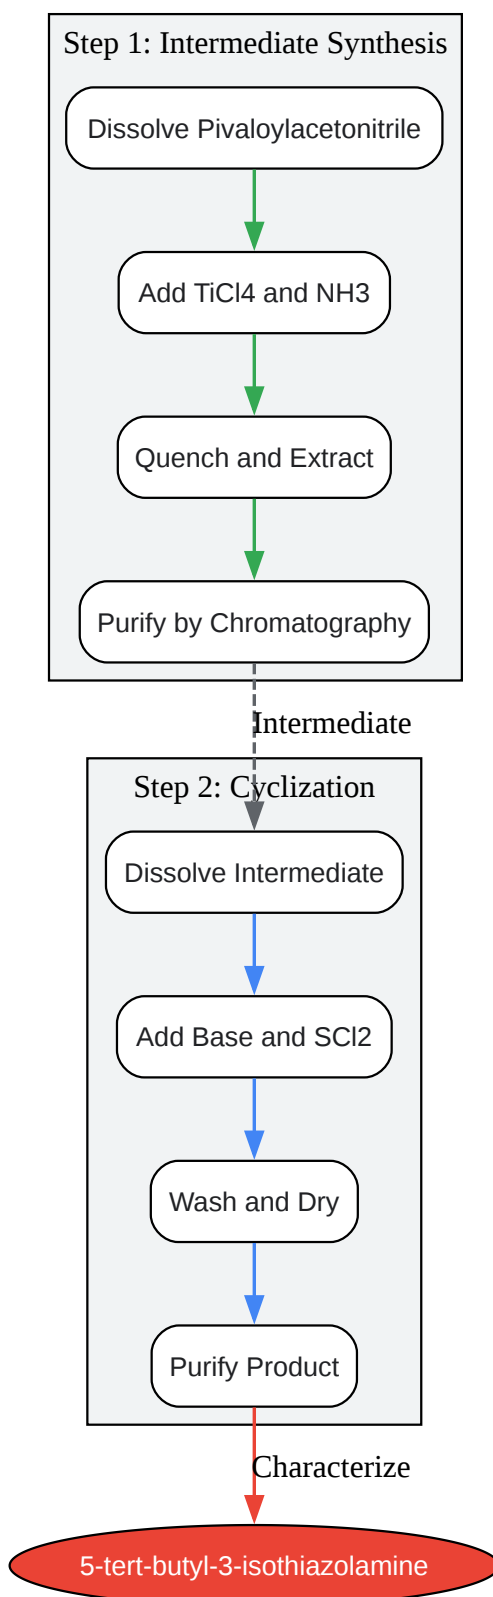 Step 1: Intermediate Synthesis
Dissolve Pivaloylacetonitrile
Add TiCl4 and NH3
Quench and Extract
Purify by Chromatography
Intermediate
Step 2: Cyclization
Dissolve Intermediate
Add Base and SCl2
Wash and Dry
Purify Product
Characterize
5-tert-butyl-3-isothiazolamine